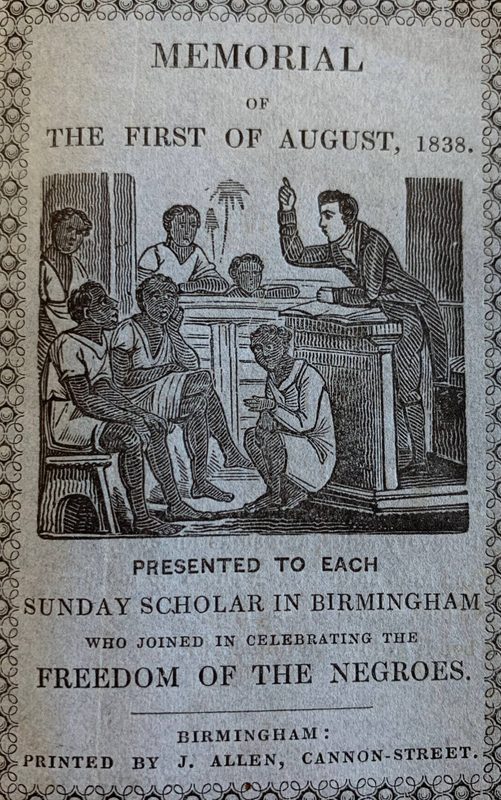 MEMORIAL
OF
THE FIRST OF AUGUST, 1838.
PRESENTED TO EACH
SUNDAY SCHOLAR IN BIRMINGHAM
WHO JOINED IN CELEBRATING THE
FREEDOM OF THE NEGROES.
BIRMINGHAM:
PRINTED BY J. ALLEN, CANNON-STREET.